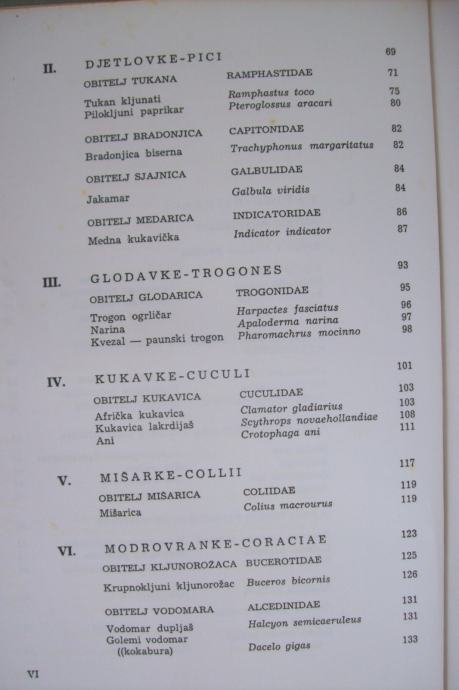 II. DJETLOVKE-PICI 69
OBITELJ TUKANA RAMPHASTIDAE 71
Tukan kljunati Ramphastus toco 75
Pilokljuni paprikar Pteroglossus aracari 80
OBITELJ BRADONJICA CAPITONIDAE 82
Bradonjica biserna Trachyphonus margaritatus 82
OBITELJ SJAJNICA GALBULIDAE 84
Jakamar Galbula viridis 84
OBITELJ MEDARICA INDICATORIDAE 86
Medna kukavička Indicator indicator 87
III. GLODAVKE-TROGONES 93
OBITELJ GLODARICA TROGONIDAE 95
Trogon ogrličar Harpactes fasciatus 96
Narina Apaloderma narina 97
Kvezal — paunski trogon Pharomachrus mocinno 98
IV. KUKAVKE-CUCULI 101
OBITELJ KUKAVICA CUCULIDAE 103
Afrička kukavica Clamator gladiarius 103
Kukavica lakrdijaš Scythrops novaehollandiae 108
Ani Crotophaga ani 111
V. MIŠARKE-COLII 117
OBITELJ MIŠARICA COLIIDAE 119
Mišarica Colius macrourus 119
VI. MODROVRANKE-CORACIAE 123
OBITELJ KLJUNOROŽACA BUCEROTIDAE 125
Krupnokljuni kljunorožac Buceros bicornis 126
OBITELJ VODOMARA ALCEDINIDAE 131
Vodomar dupljaš Halcyon semicaeruleus 131
Golemi vodomar
((kokabura) Dacelo gigas 133
VI